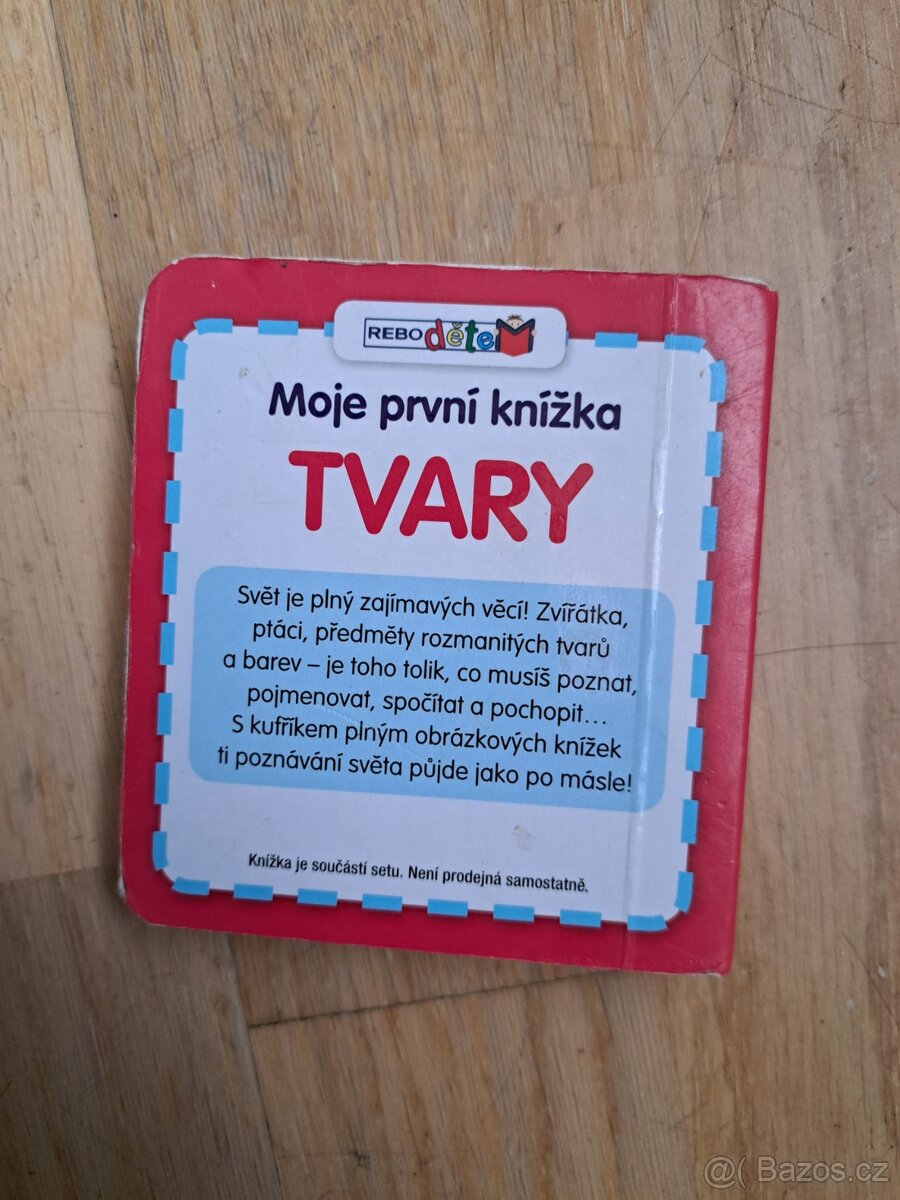 REBO dětem
Moje první knížka
TVARY
Svět je plný zajímavých věcí! Zvířátka,
ptáci, předměty rozmanitých tvarů
a barev – je toho tolik, co musíš poznat,
pojmenovat, spočítat a pochopit...
S kufříkem plným obrázkových knížek
ti poznávání světa půjde jako po másle!
Knížka je součástí setu. Není prodejná samostatně.
@( Bazos.cz